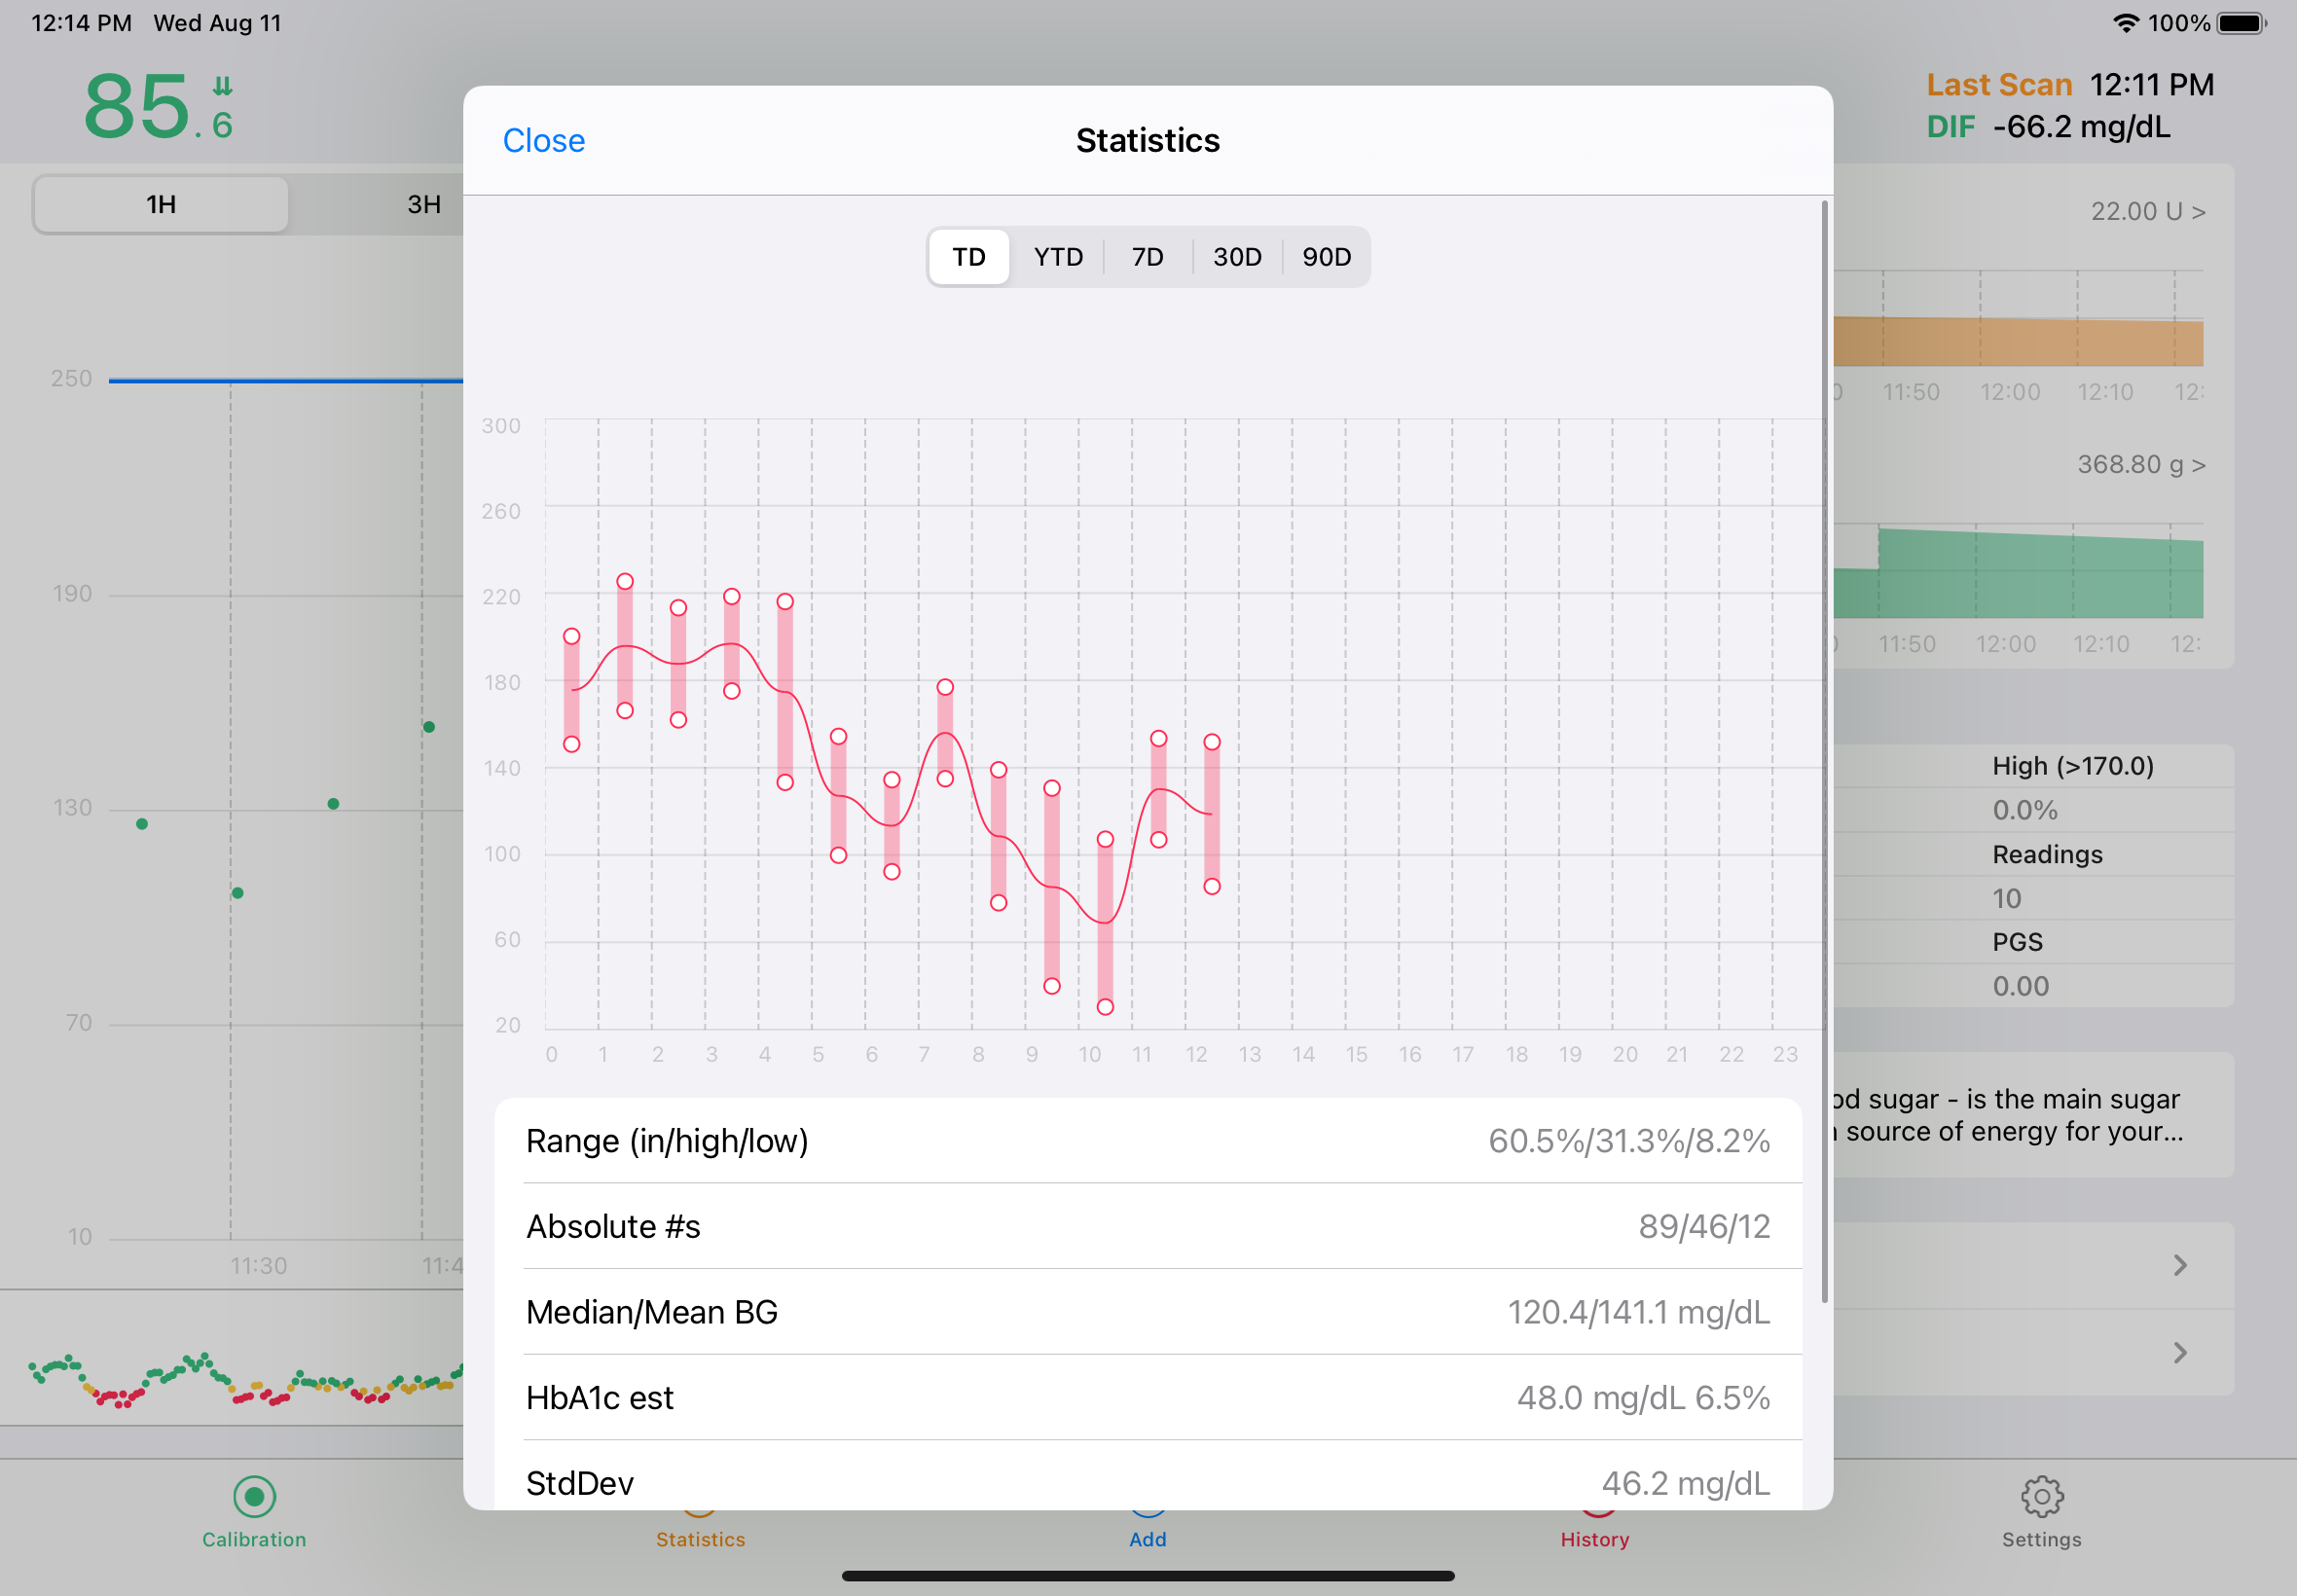 12:14 PM Wed Aug 11
100%
85.6
Last Scan 12:11 PM
DIF -66.2 mg/dL
Close
Statistics
1H
3H
TD
YTD
7D
30D
90D
22.00 U >
11:50
12:00
12:10
12:
368.80 g >
11:50
12:00
12:10
12:
250
190
130
70
10
11:30
11:4
300
260
220
180
140
100
60
20
0 1 2 3 4 5 6 7 8 9 10 11 12 13 14 15 16 17 18 19 20 21 22 23
High (>170.0)
0.0%
Readings
10
PGS
0.00
od sugar - is the main sugar
source of energy for your...
Range (in/high/low) 60.5%/31.3%/8.2%
Absolute #s 89/46/12
Median/Mean BG 120.4/141.1 mg/dL
HbA1c est 48.0 mg/dL 6.5%
StdDev 46.2 mg/dL
Calibration
Statistics
Add
History
Settings